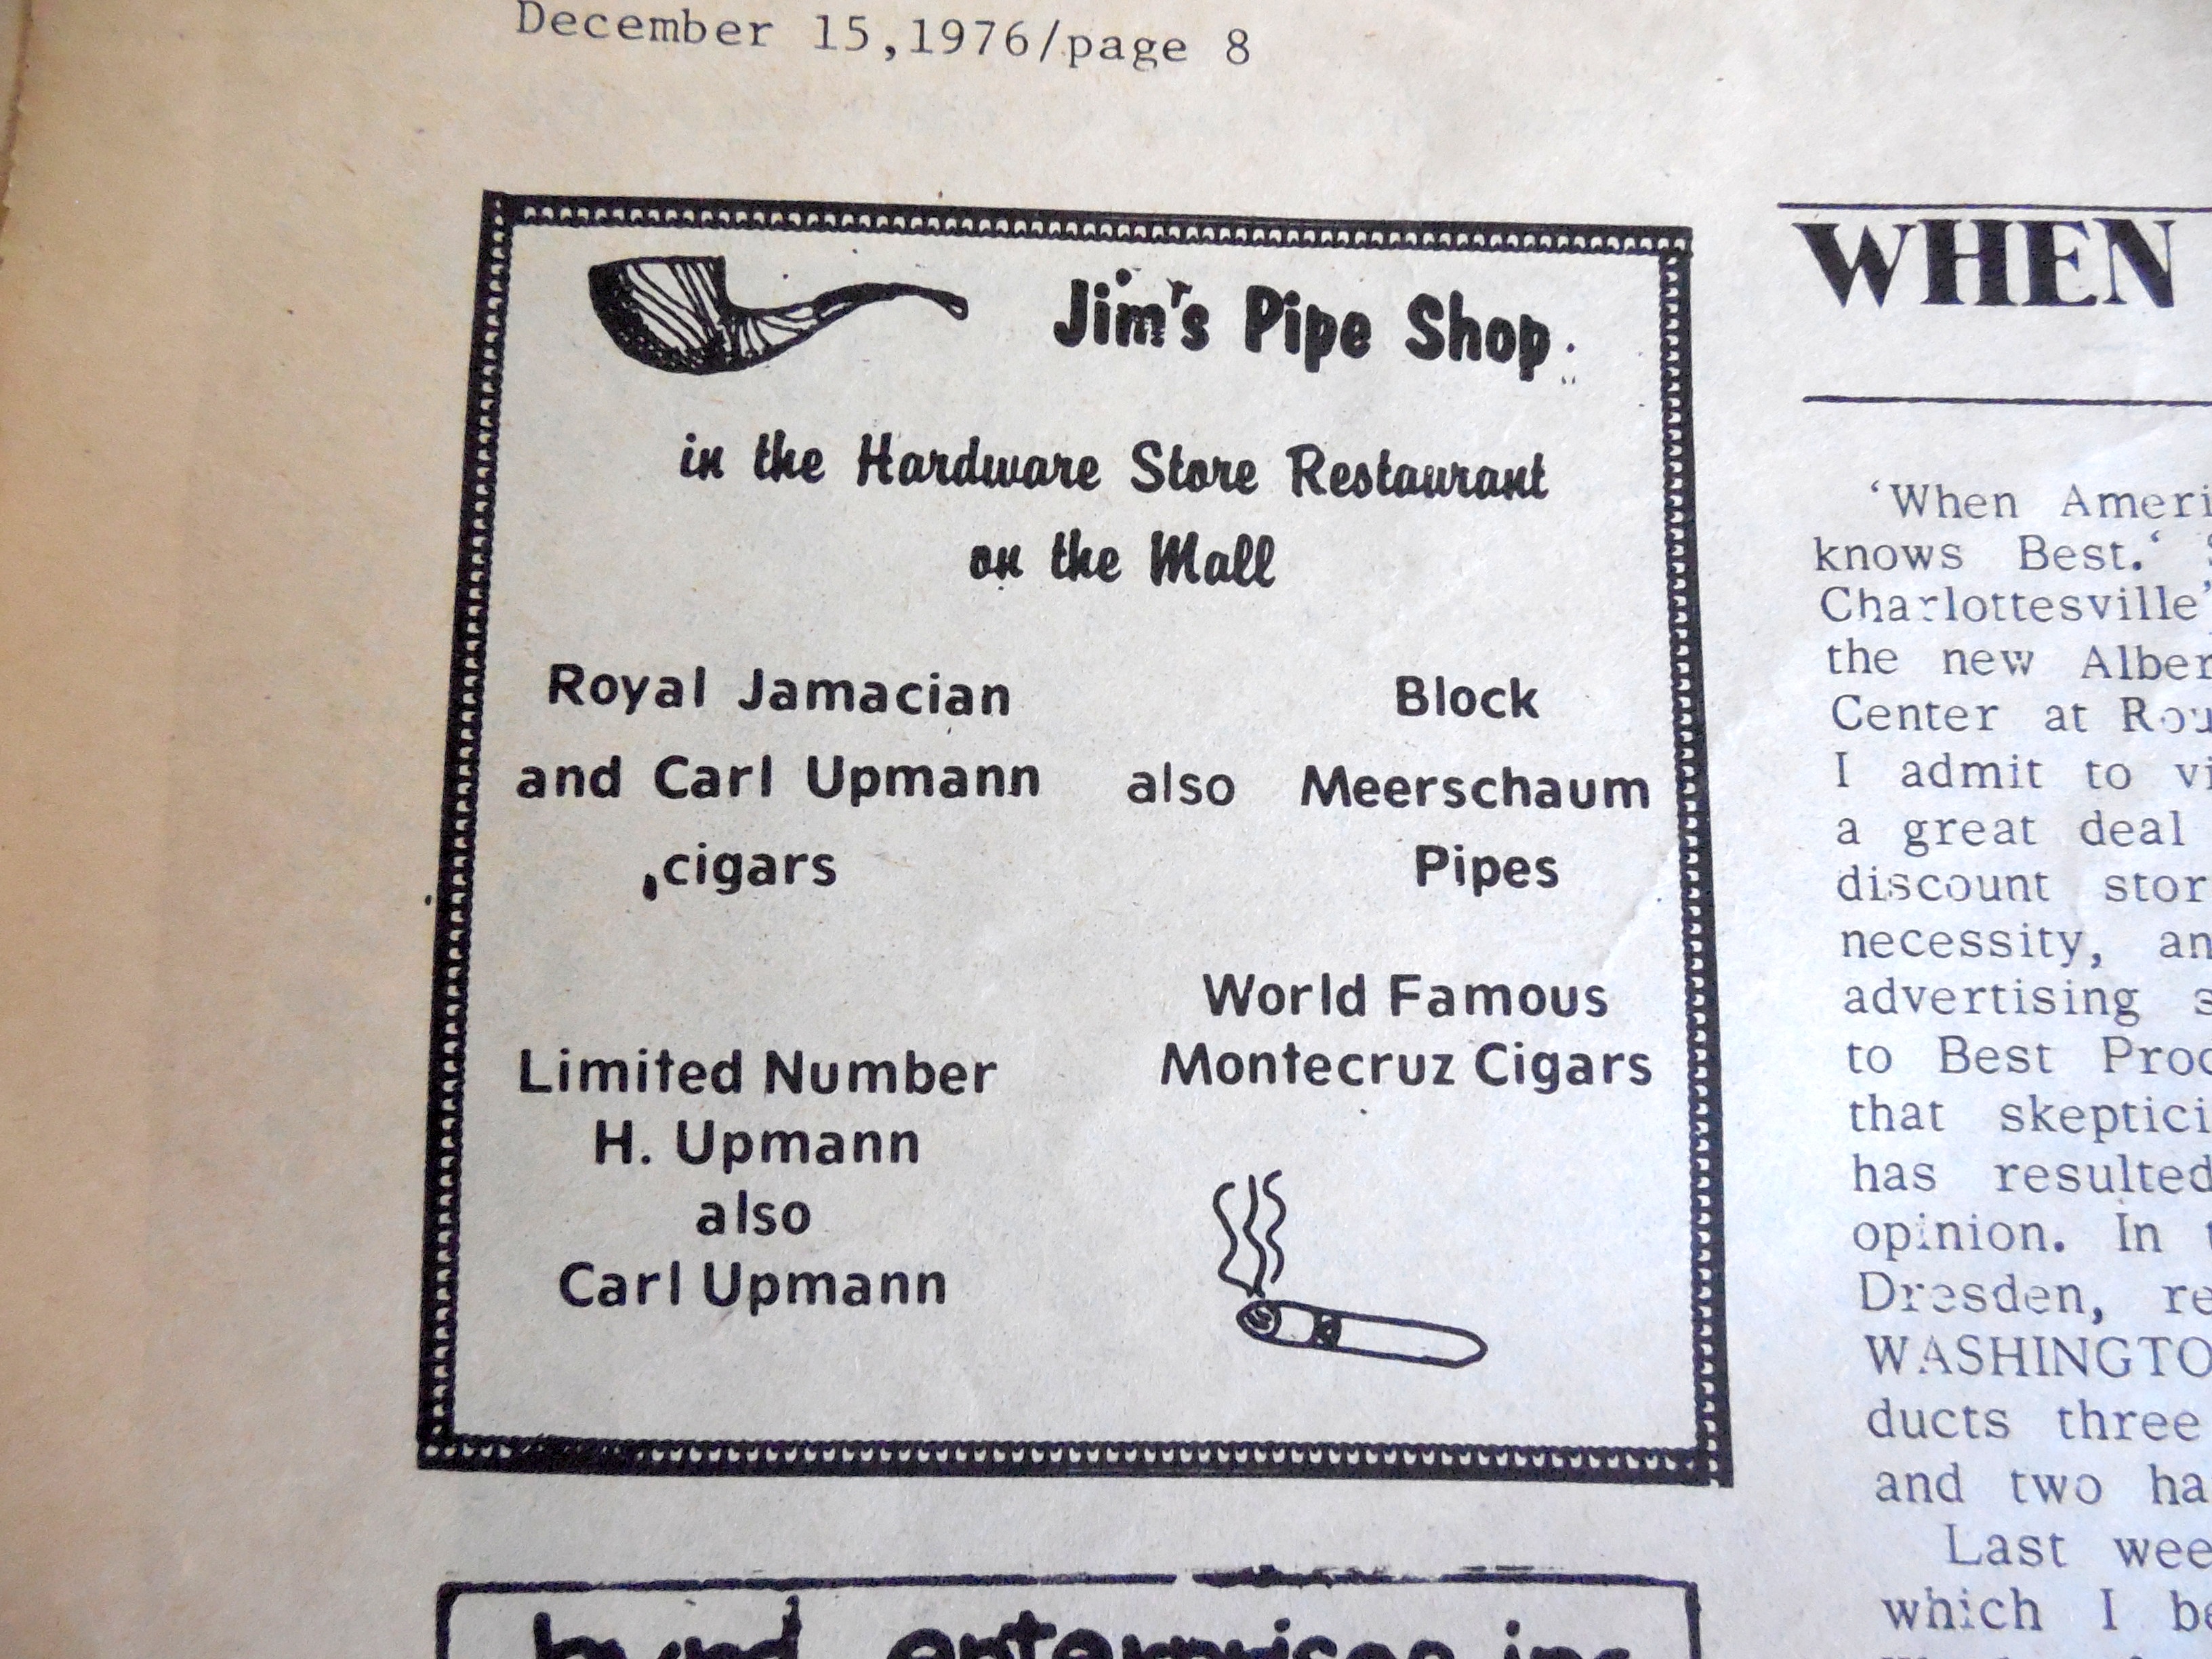 December 15,1976/page 8
Jim's Pipe Shop
in the Hardware Store Restaurant
on the Mall
Royal Jamacian
and Carl Upmann
cigars
also
Block
Meerschaum
Pipes
World Famous
Montecruz Cigars
Limited Number
H. Upmann
also
Carl Upmann
WHEN
‘When Ameri
knows Best.‘
Charlottesville'
the new Alber
Center at Rou
I admit to vi
a great deal
discount stor
necessity, an
advertising s
to Best Prod
that skeptici
has resulted
opinion. In t
Dresden, re
WASHINGTO
ducts three
and two ha
Last wee
which I be
enterprises inc